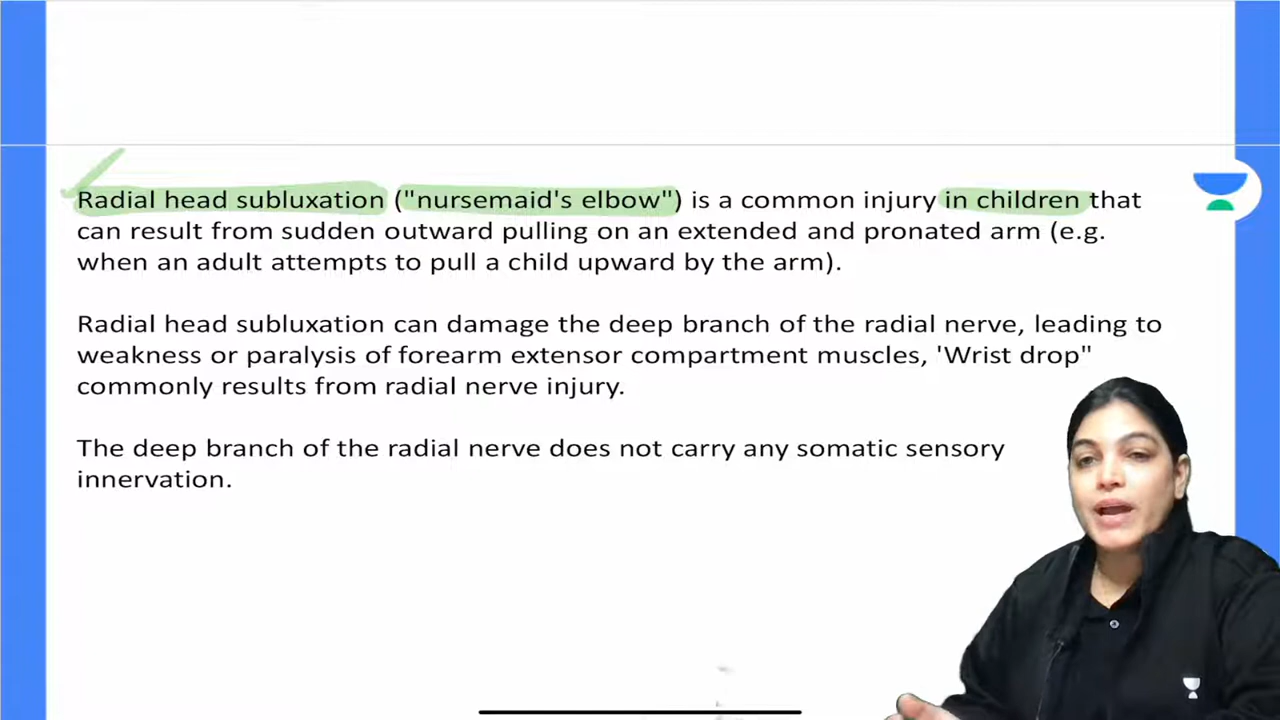 Radial head subluxation ("nursemaid's elbow") is a common injury in children that
can result from sudden outward pulling on an extended and pronated arm (e.g.
when an adult attempts to pull a child upward by the arm).
Radial head subluxation can damage the deep branch of the radial nerve, leading to
weakness or paralysis of forearm extensor compartment muscles, 'Wrist drop"
commonly results from radial nerve injury.
The deep branch of the radial nerve does not carry any somatic sensory
innervation.